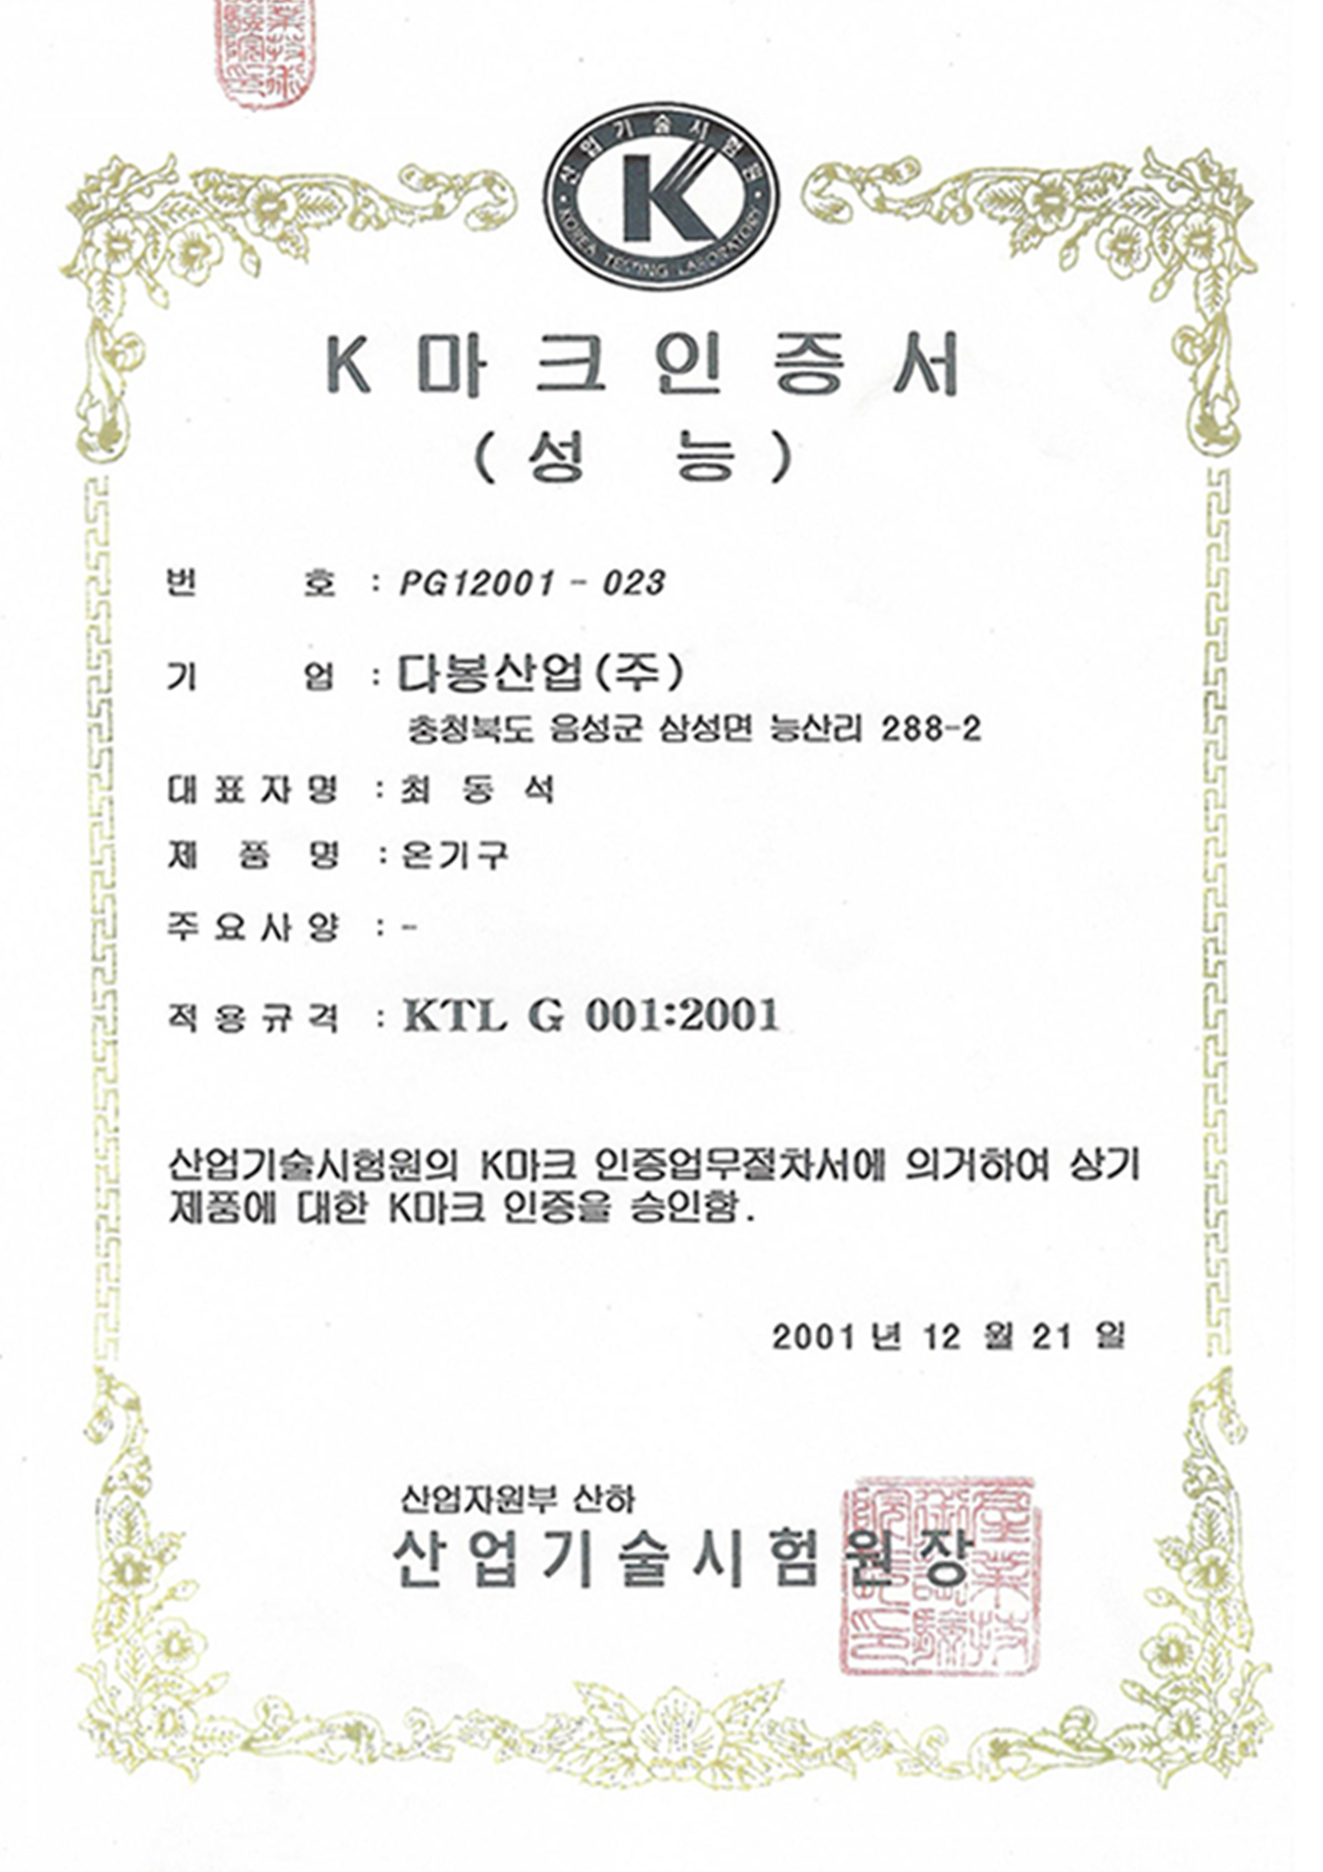 산업기술시험원
KOREA TESTING LABORATORY
K마크인증서
(성 능)
번 호 : PG12001 - 023
기 업 : 다봉산업(주)
충청북도 음성군 삼성면 능산리 288-2
대표자명 : 최 동 석
제 품 명 : 온기구
주요사양 : -
적용규격 : KTL G 001:2001
산업기술시험원의 K마크 인증업무절차서에 의거하여 상기
제품에 대한 K마크 인증을 승인함.
2001년 12 월 21 일
산업자원부 산하
산업기술시험원장